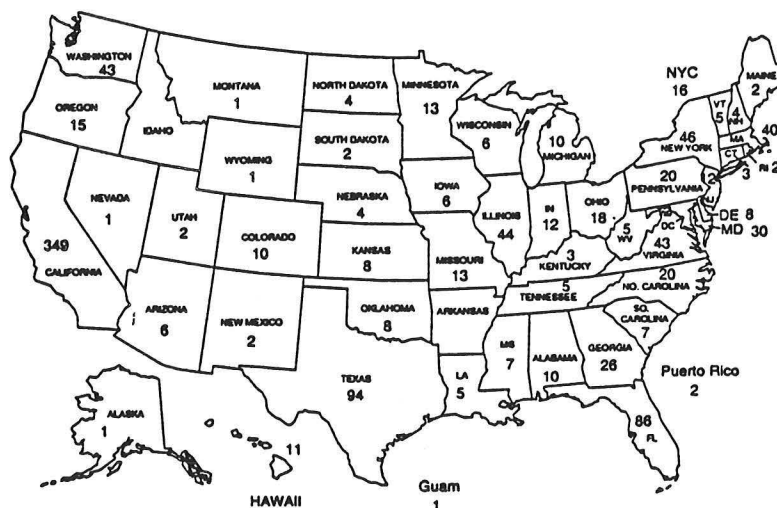 WASHINGTON
43
OREGON
15
IDAHO
MONTANA
1
WYOMING
1
NEVADA
1
UTAH
2
349
CALIFORNIA
COLORADO
10
ARIZONA
6
NEW MEXICO
2
NORTH DAKOTA
4
SOUTH DAKOTA
2
NEBRASKA
4
KANSAS
8
OKLAHOMA
8
TEXAS
94
MINNESOTA
13
IOWA
6
MISSOURI
13
ARKANSAS
LA
5
WISCONSIN
6
ILLINOIS
44
10
MICHIGAN
IN
12
OHIO
18
3
KENTUCKY
5
TENNESSEE
MS
7
ALABAMA
10
GEORGIA
26
86
FL
SO.
CAROLINA
7
20
NO. CAROLINA
43
VIRGINIA
5
WV
DC
20
PENNSYLVANIA
NYC
16
46
NEW YORK
VT
5
4
NH
MAINE
2
MA
40
CT
3
RI 2
DE 8
MD 30
Puerto Rico
2
ALASKA
1
11
HAWAII
Guam
1